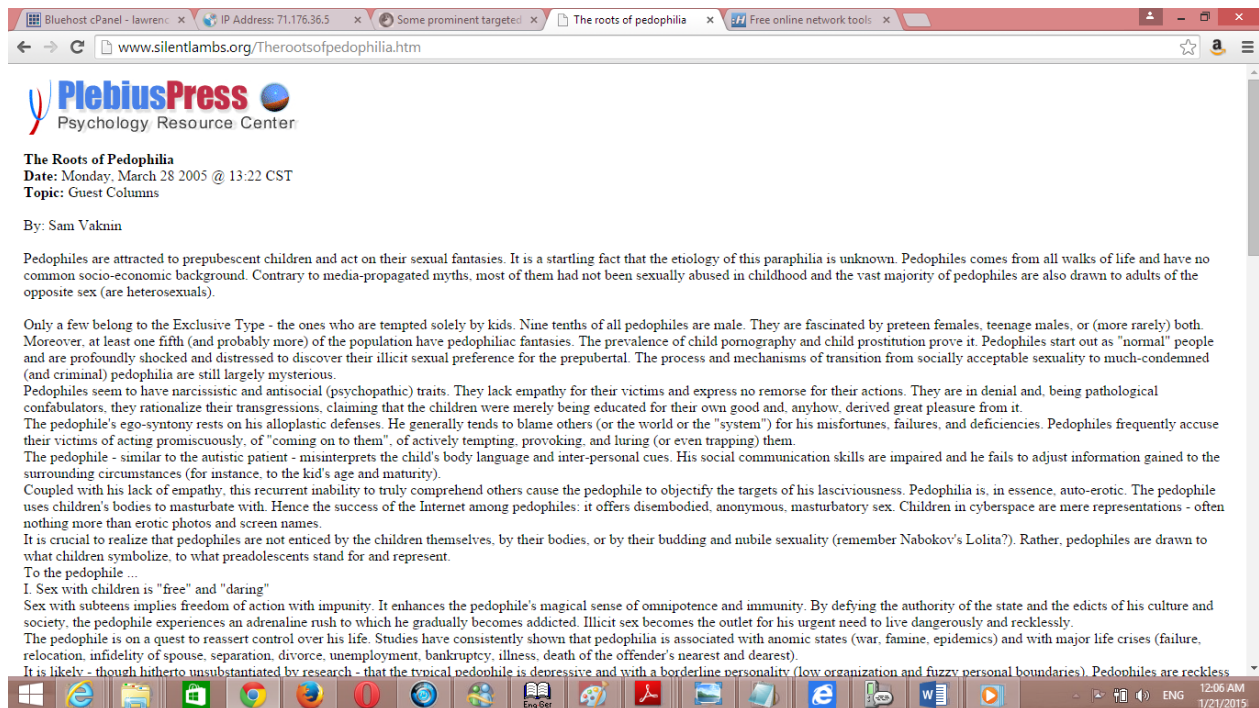 Bluehost cPanel - lawrenc
IP Address: 71.176.36.5
Some prominent targeted
The roots of pedophilia
Free online network tools
www.silentlambs.org/Therootsofpedophilia.htm
PlebiusPress
Psychology Resource Center
The Roots of Pedophilia
Date: Monday, March 28 2005 @ 13:22 CST
Topic: Guest Columns
By: Sam Vaknin
Pedophiles are attracted to prepubescent children and act on their sexual fantasies. It is a startling fact that the etiology of this paraphilia is unknown. Pedophiles comes from all walks of life and have no
common socio-economic background. Contrary to media-propagated myths, most of them had not been sexually abused in childhood and the vast majority of pedophiles are also drawn to adults of the
opposite sex (are heterosexuals).
Only a few belong to the Exclusive Type - the ones who are tempted solely by kids. Nine tenths of all pedophiles are male. They are fascinated by preteen females, teenage males, or (more rarely) both.
Moreover, at least one fifth (and probably more) of the population have pedophiliac fantasies. The prevalence of child pornography and child prostitution prove it. Pedophiles start out as "normal" people
and are profoundly shocked and distressed to discover their illicit sexual preference for the prepubertal. The process and mechanisms of transition from socially acceptable sexuality to much-condemned
(and criminal) pedophilia are still largely mysterious.
Pedophiles seem to have narcissistic and antisocial (psychopathic) traits. They lack empathy for their victims and express no remorse for their actions. They are in denial and, being pathological
confabulators, they rationalize their transgressions, claiming that the children were merely being educated for their own good and, anyhow, derived great pleasure from it.
The pedophile's ego-syntony rests on his alloplastic defenses. He generally tends to blame others (or the world or the "system") for his misfortunes, failures, and deficiencies. Pedophiles frequently accuse
their victims of acting promiscuously, of "coming on to them", of actively tempting, provoking, and luring (or even trapping) them.
The pedophile - similar to the autistic patient - misinterprets the child's body language and inter-personal cues. His social communication skills are impaired and he fails to adjust information gained to the
surrounding circumstances (for instance, to the kid's age and maturity).
Coupled with his lack of empathy, this recurrent inability to truly comprehend others cause the pedophile to objectify the targets of his lasciviousness. Pedophilia is, in essence, auto-erotic. The pedophile
uses children's bodies to masturbate with. Hence the success of the Internet among pedophiles: it offers disembodied, anonymous, masturbatory sex. Children in cyberspace are mere representations - often
nothing more than erotic photos and screen names.
It is crucial to realize that pedophiles are not enticed by the children themselves, by their bodies, or by their budding and nubile sexuality (remember Nabokov's Lolita?). Rather, pedophiles are drawn to
what children symbolize, to what preadolescents stand for and represent.
To the pedophile ...
I. Sex with children is "free" and "daring"
Sex with subteens implies freedom of action with impunity. It enhances the pedophile's magical sense of omnipotence and immunity. By defying the authority of the state and the edicts of his culture and
society, the pedophile experiences an adrenaline rush to which he gradually becomes addicted. Illicit sex becomes the outlet for his urgent need to live dangerously and recklessly.
The pedophile is on a quest to reassert control over his life. Studies have consistently shown that pedophilia is associated with anomic states (war, famine, epidemics) and with major life crises (failure,
relocation, infidelity of spouse, separation, divorce, unemployment, bankruptcy, illness, death of the offender's nearest and dearest).
It is likely - though hitherto unsubstantiated by research - that the typical pedophile is depressive and with a borderline personality (low organization and fuzzy personal boundaries). Pedophiles are reckless
Eng Ger
ENG
12:06 AM
1/21/2015